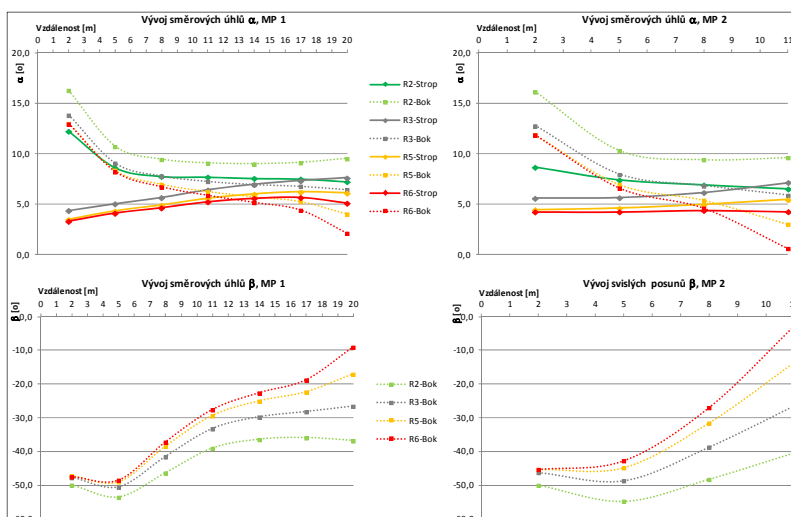 Vývoj směrových úhlů α, MP 1
Vzdálenost [m]
0 1 2 3 4 5 6 7 8 9 10 11 12 13 14 15 16 17 18 19 20
α [o]
20,0
15,0
10,0
5,0
0,0
R2-Strop
R2-Bok
R3-Strop
R3-Bok
R5-Strop
R5-Bok
R6-Strop
R6-Bok
Vývoj směrových úhlů α, MP 2
Vzdálenost [m]
0 1 2 3 4 5 6 7 8 9 10 11
α [o]
20,0
15,0
10,0
5,0
0,0
Vývoj směrových úhlů β, MP 1
Vzdálenost [m]
0 1 2 3 4 5 6 7 8 9 10 11 12 13 14 15 16 17 18 19 20
β [o]
0,0
-10,0
-20,0
-30,0
-40,0
-50,0
-60,0
R2-Bok
R3-Bok
R5-Bok
R6-Bok
Vývoj svislých posunů β, MP 2
Vzdálenost [m]
0 1 2 3 4 5 6 7 8 9 10 1
β [o]
0,0
-10,0
-20,0
-30,0
-40,0
-50,0
-60,0